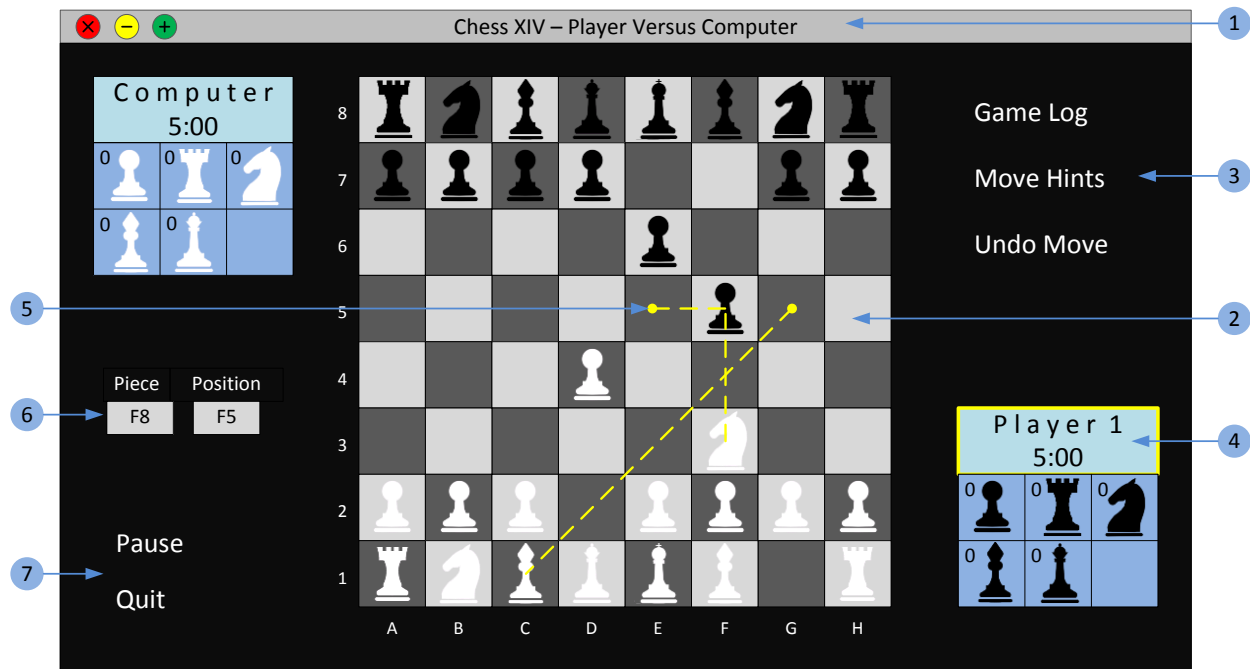 Chess XIV – Player Versus Computer
1
Computer
5:00
0 0 0
0 0
8
7
6
5
4
3
2
1
A B C D E F G H
Game Log
Move Hints
Undo Move
3
5
2
Piece Position
F8 F5
6
Player 1
5:00
4
0 0 0
0 0
Pause
Quit
7